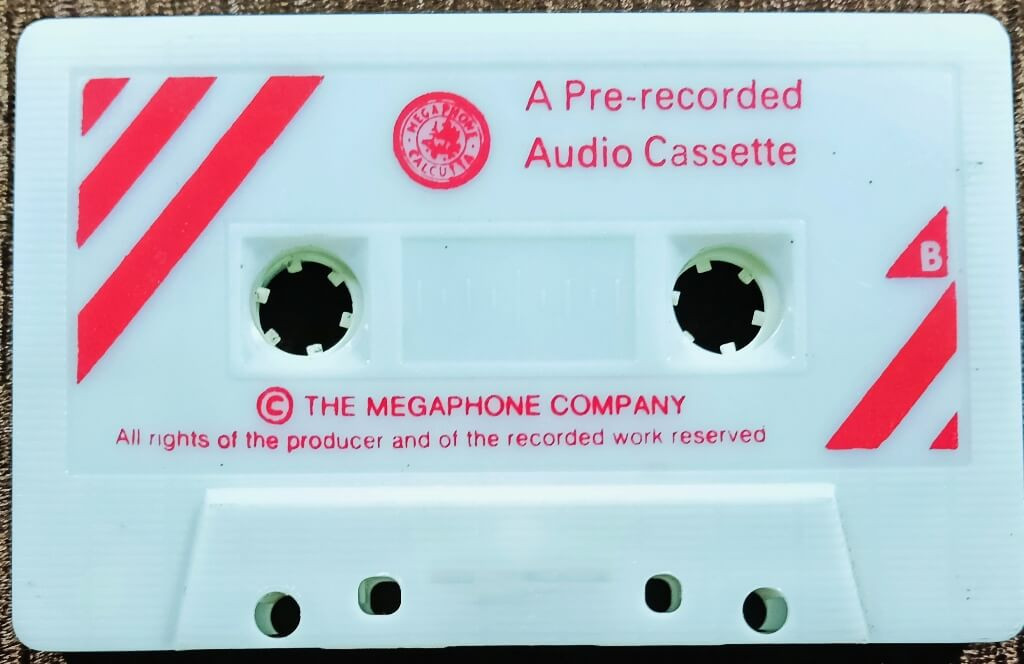 MEGAPHONE
CALCUTTA
A Pre-recorded
Audio Cassette
B
© THE MEGAPHONE COMPANY
All rights of the producer and of the recorded work reserved